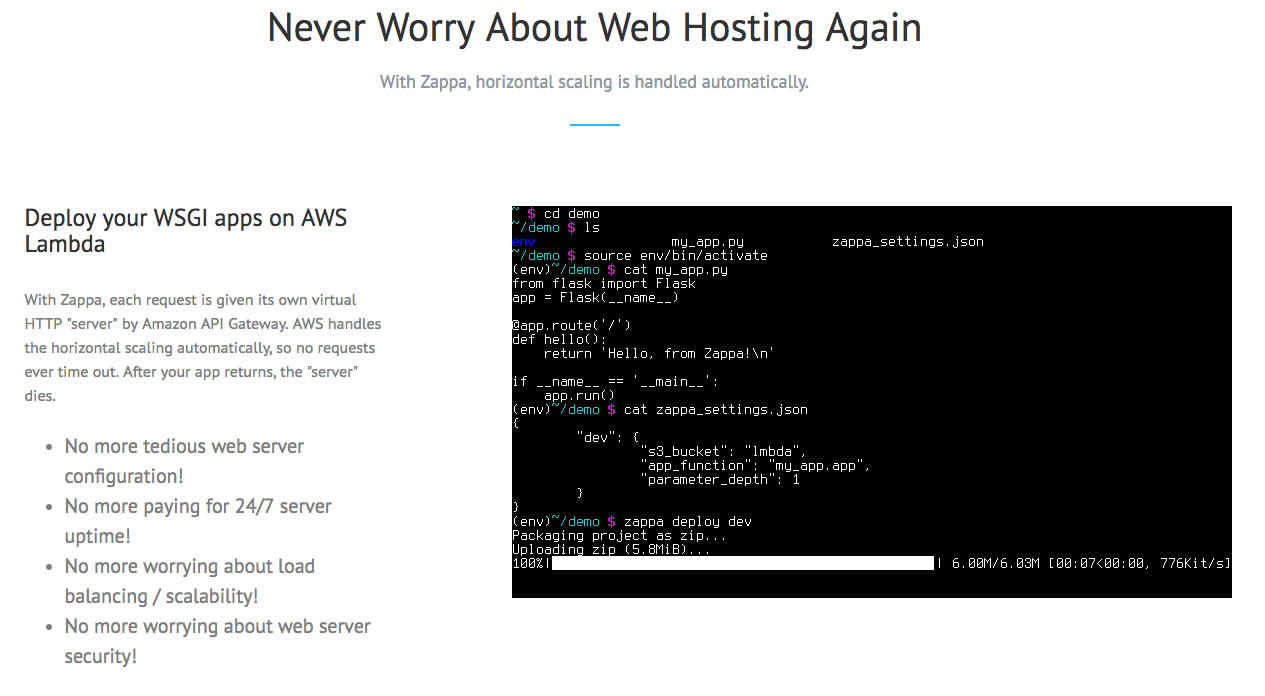 Never Worry About Web Hosting Again
With Zappa, horizontal scaling is handled automatically.
Deploy your WSGI apps on AWS
Lambda
With Zappa, each request is given its own virtual
HTTP "server" by Amazon API Gateway. AWS handles
the horizontal scaling automatically, so no requests
ever time out. After your app returns, the "server"
dies.
• No more tedious web server
configuration!
• No more paying for 24/7 server
uptime!
• No more worrying about load
balancing / scalability!
• No more worrying about web server
security!
~ $ cd demo
~/demo $ ls
env                 my_app.py           zappa_settings.json
~/demo $ source env/bin/activate
(env)~/demo $ cat my_app.py
from flask import Flask
app = Flask(__name__)
@app.route('/')
def hello():
    return 'Hello, from Zappa!\n'
if __name__ == '__main__':
    app.run()
(env)~/demo $ cat zappa_settings.json
{
        "dev": {
                "s3_bucket": "lmbda",
                "app_function": "my_app.app",
                "parameter_depth": 1
        }
}
(env)~/demo $ zappa deploy dev
Packaging project as zip...
Uploading zip (5.8MiB)...
100%| | 6.00M/6.03M [00:07<00:00, 776Kit/s]